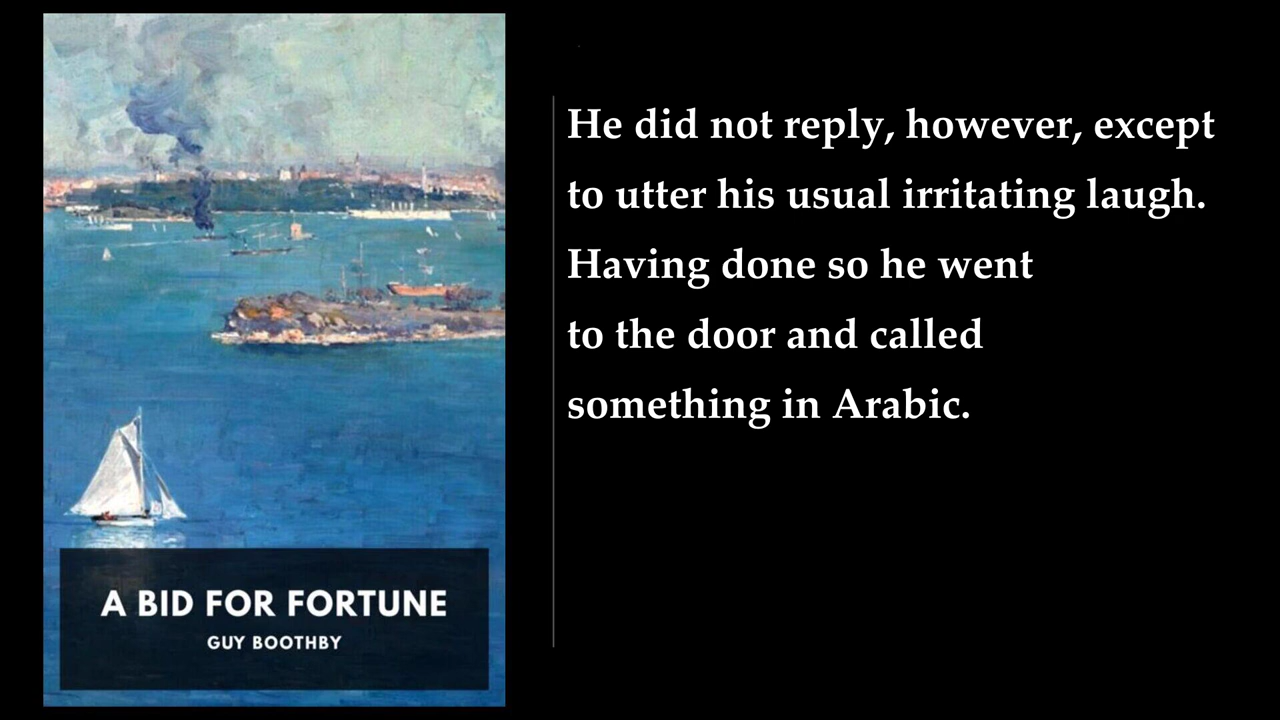 He did not reply, however, except
to utter his usual irritating laugh.
Having done so he went
to the door and called
something in Arabic.
A BID FOR FORTUNE
GUY BOOTHBY